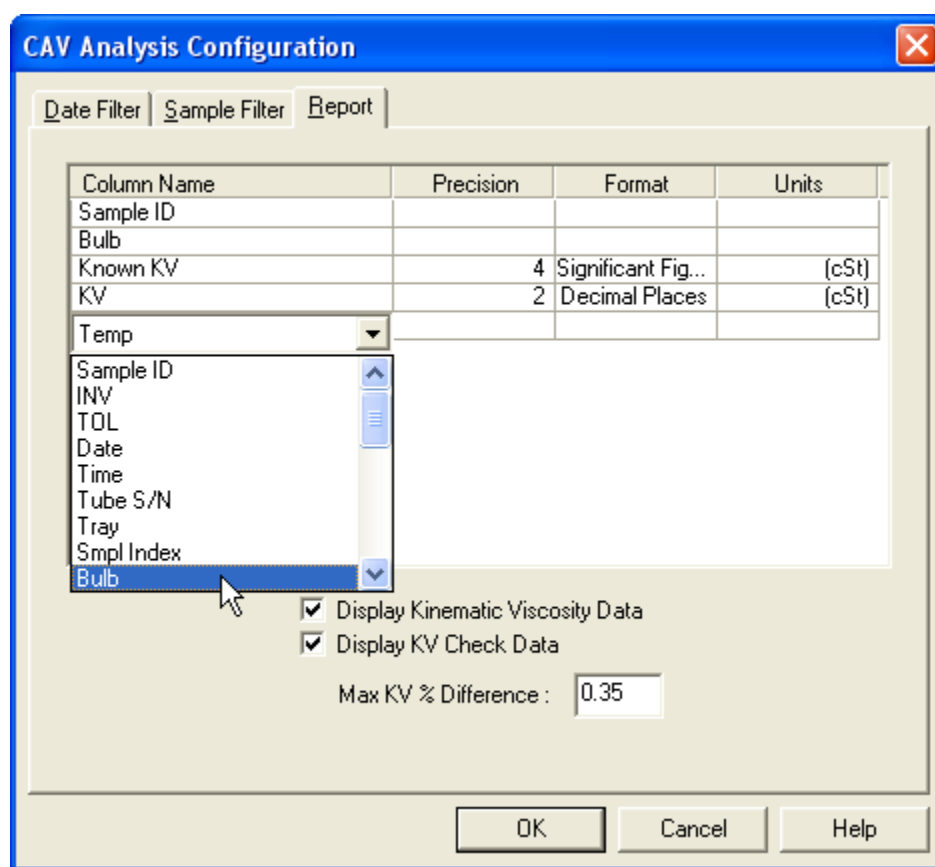 CAV Analysis Configuration
Date Filter Sample Filter Report
Column Name Precision Format Units
Sample ID
Bulb
Known KV 4 Significant Fig... (cSt)
KV 2 Decimal Places (cSt)
Temp
Sample ID
INV
TOL
Date
Time
Tube S/N
Tray
Smpl Index
Bulb
Display Kinematic Viscosity Data
Display KV Check Data
Max KV % Difference : 0.35
OK Cancel Help